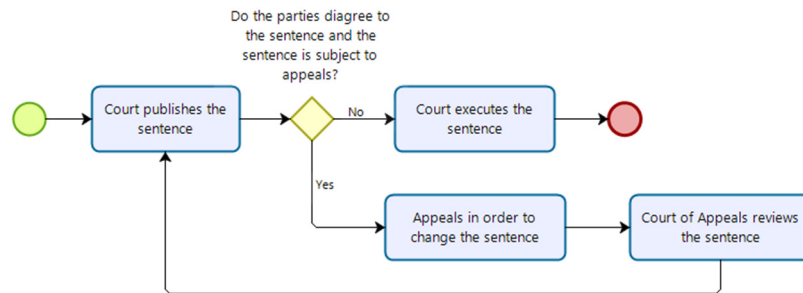 Do the parties diagree to
the sentence and the
sentence is subject to
appeals?
Court publishes the
sentence
No
Court executes the
sentence
Yes
Appeals in order to
change the sentence
Court of Appeals reviews
the sentence